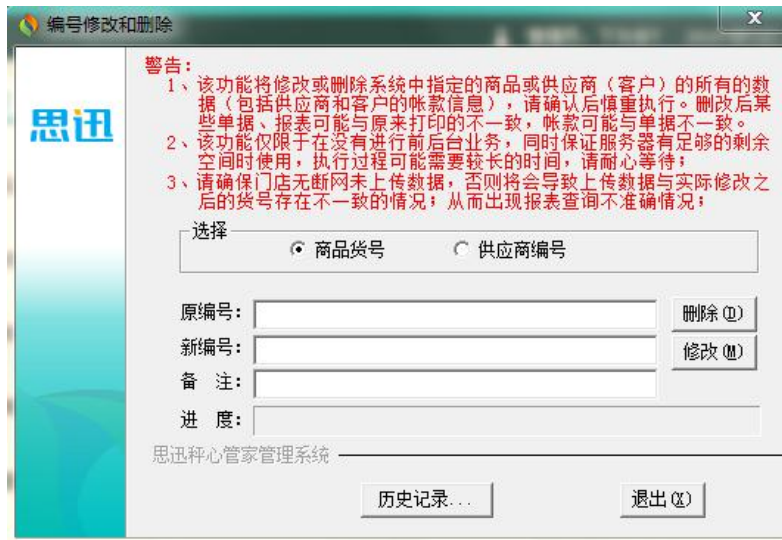 编号修改和删除
思迅
警告:
1、该功能将修改或删除系统中指定的商品或供应商（客户）的所有的数
据（包括供应商和客户的帐款信息），请确认后慎重执行。删改后某
些单据、报表可能与原来打印的不一致，帐款可能与单据不一致。
2、该功能仅限于在没有进行前后台业务，同时保证服务器有足够的剩余
空间时使用，执行过程可能需要较长的时间，请耐心等待；
3、请确保门店无断网未上传数据，否则将会导致上传数据与实际修改之
后的货号存在不一致的情况；从而出现报表查询不准确情况；
选择
商品货号 供应商编号
原编号: 删除(D)
新编号: 修改(M)
备 注:
进 度:
思迅秤心管家管理系统
历史记录... 退出(X)